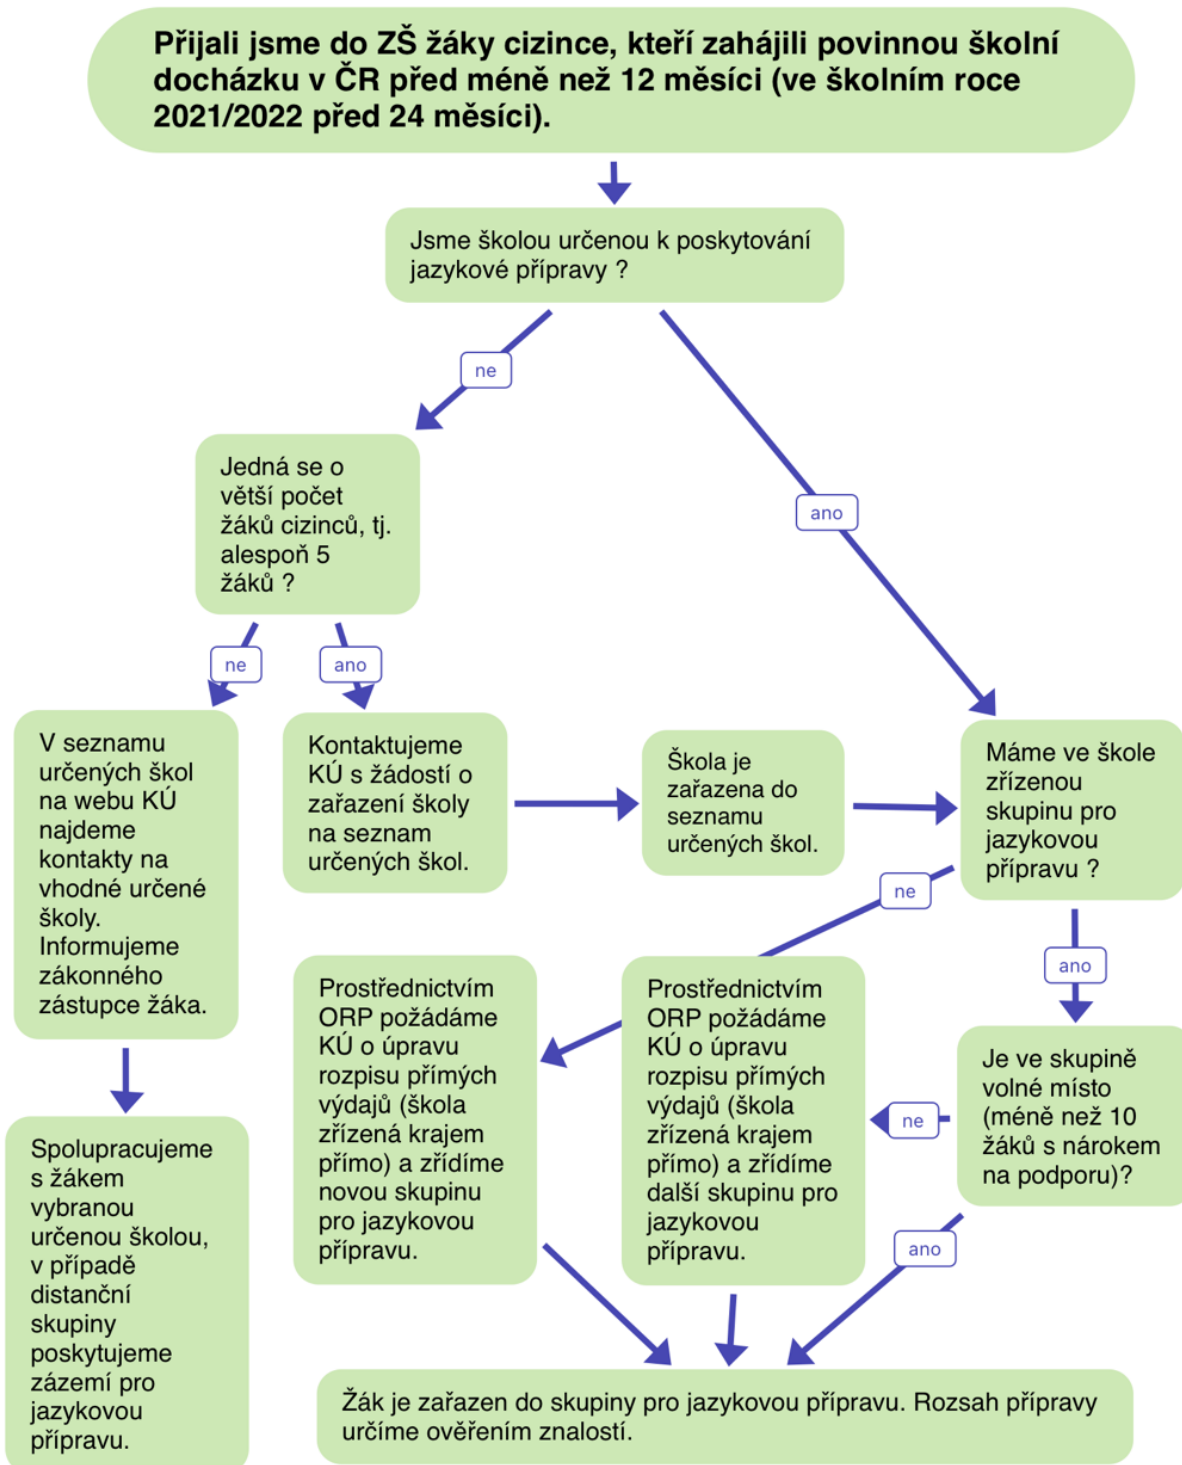 Přijali jsme do ZŠ žáky cizince, kteří zahájili povinnou školní
docházku v ČR před méně než 12 měsíci (ve školním roce
2021/2022 před 24 měsíci).
Jsme školou určenou k poskytování
jazykové přípravy ?
ne
ano
Jedná se o
větší počet
žáků cizinců, tj.
alespoň 5
žáků ?
ne
ano
V seznamu
určených škol
na webu KÚ
najdeme
kontakty na
vhodné určené
školy.
Informujeme
zákonného
zástupce žáka.
Kontaktujeme
KÚ s žádostí o
zařazení školy
na seznam
určených škol.
Škola je
zařazena do
seznamu
určených škol.
Máme ve škole
zřízenou
skupinu pro
jazykovou
přípravu ?
ne
ano
Prostřednictvím
ORP požádáme
KÚ o úpravu
rozpisu přímých
výdajů (škola
zřízená krajem
přímo) a zřídíme
novou skupinu
pro jazykovou
přípravu.
Prostřednictvím
ORP požádáme
KÚ o úpravu
rozpisu přímých
výdajů (škola
zřízená krajem
přímo) a zřídíme
další skupinu pro
jazykovou
přípravu.
Je ve skupině
volné místo
(méně než 10
žáků s nárokem
na podporu)?
ne
ano
Spolupracujeme
s žákem
vybranou
určenou školou,
v případě
distanční
skupiny
poskytujeme
zázemí pro
jazykovou
přípravu.
Žák je zařazen do skupiny pro jazykovou přípravu. Rozsah přípravy
určíme ověřením znalostí.